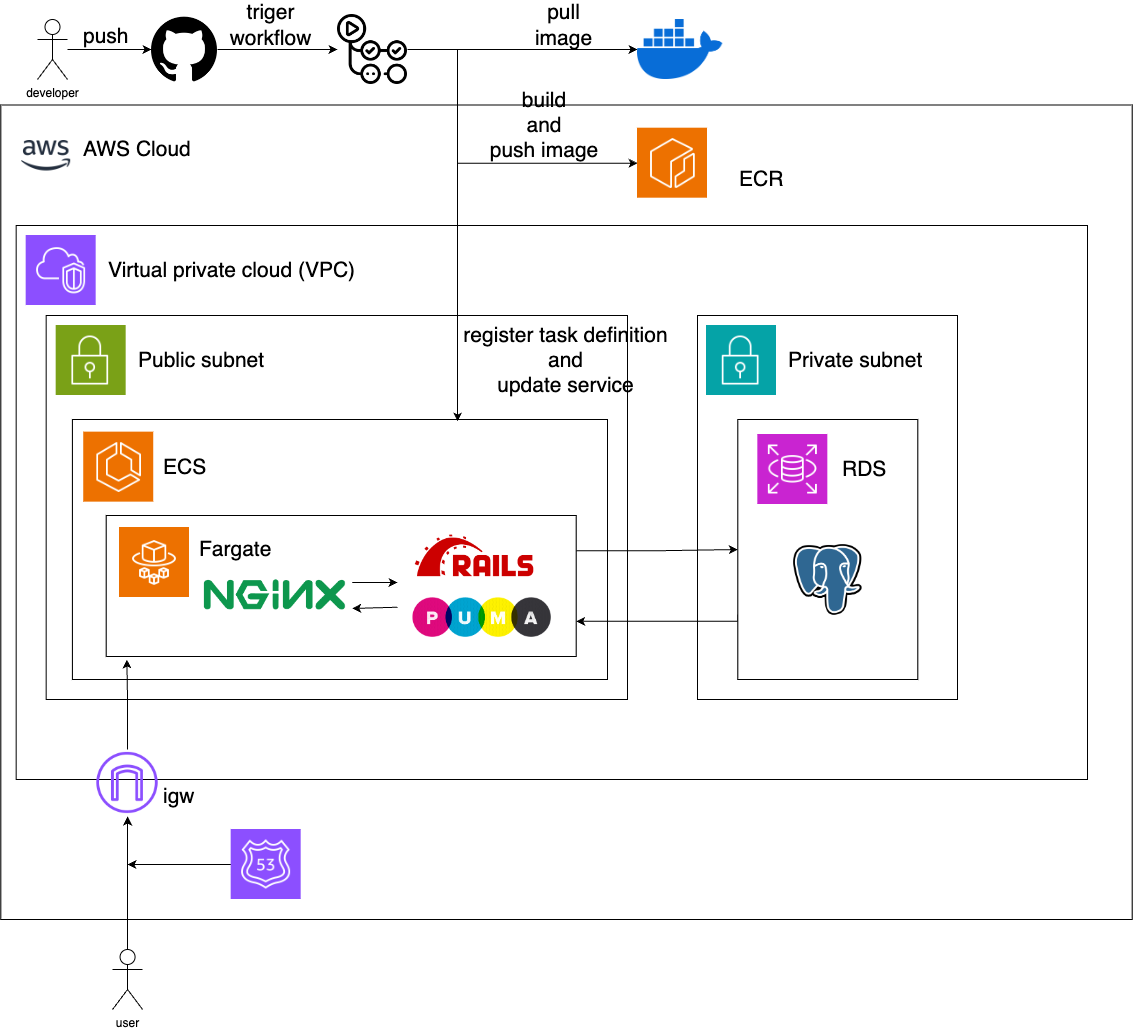 triger
workflow
pull
image
push
developer
build
and
push image
aws
AWS Cloud
ECR
Virtual private cloud (VPC)
register task definition
and
update service
Public subnet
Private subnet
ECS
RDS
Fargate
NGiNX
RAILS
PUMA
igw
53
user